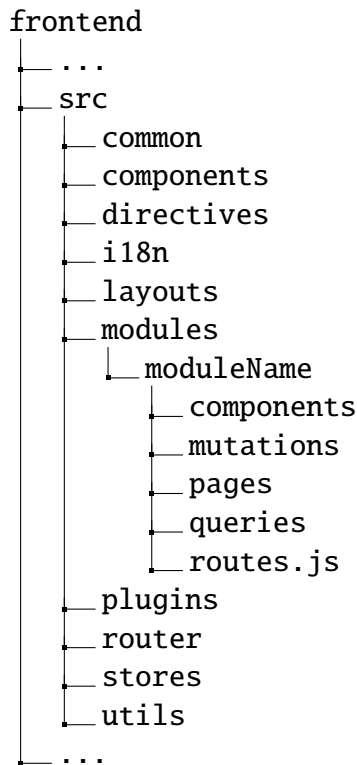 frontend
...
src
common
components
directives
i18n
layouts
modules
moduleName
components
mutations
pages
queries
routes.js
plugins
router
stores
utils
...